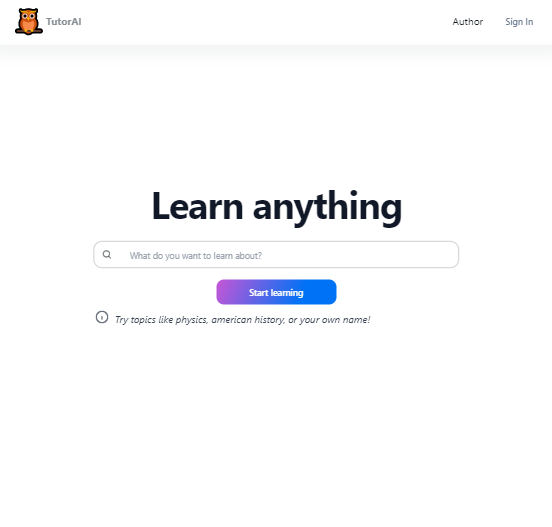 TutorAI
Author
Sign In
Learn anything
What do you want to learn about?
Start learning
Try topics like physics, american history, or your own name!